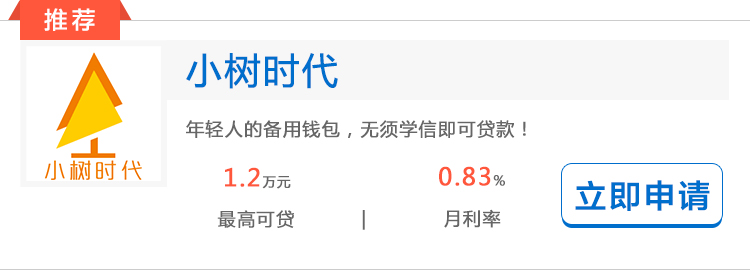 推荐
小树时代
小树时代
年轻人的备用钱包，无须学信即可贷款！
1.2万元
0.83%
最高可贷 | 月利率
立即申请